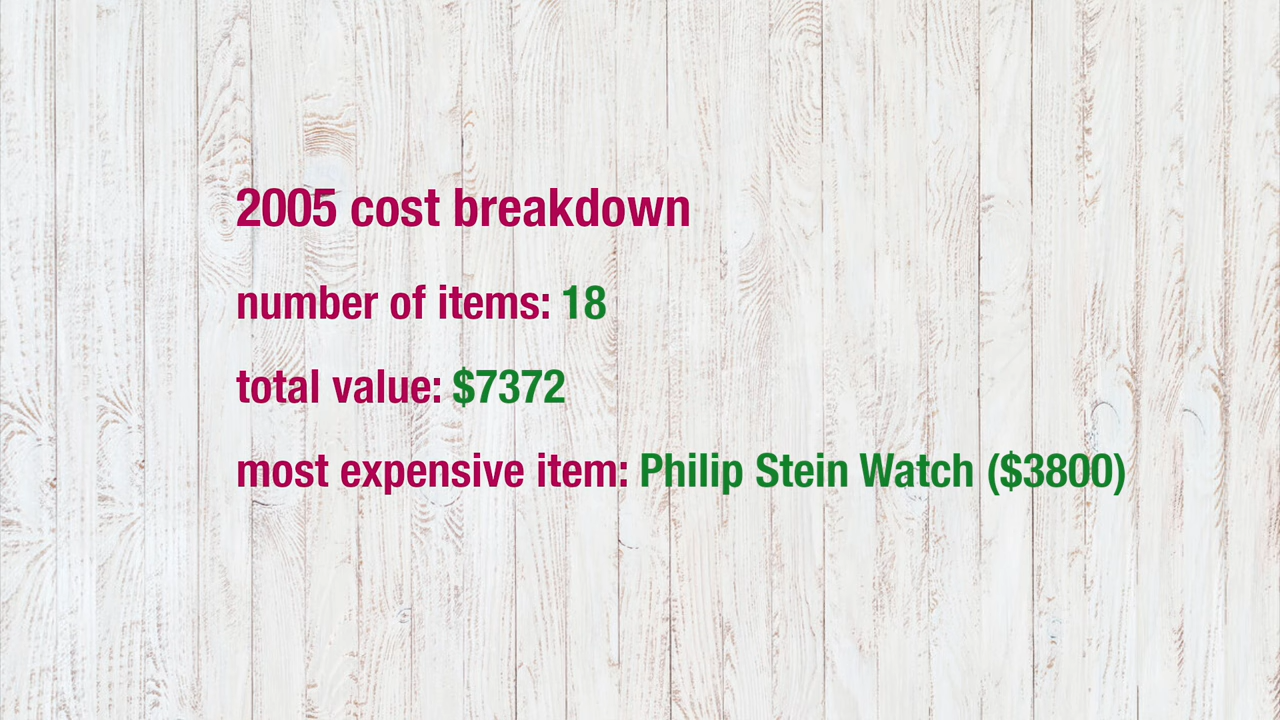 2005 cost breakdown
number of items: 18
total value: $7372
most expensive item: Philip Stein Watch ($3800)